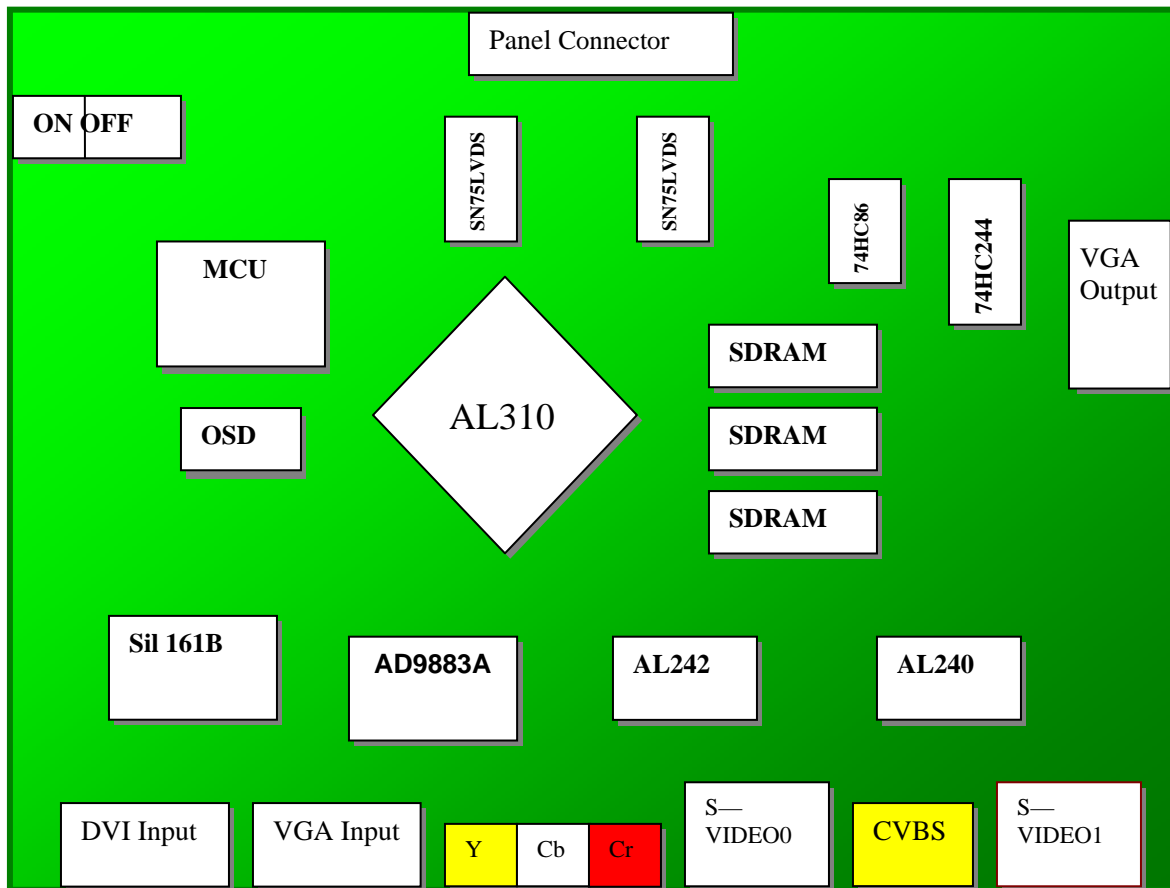 Panel Connector
ON OFF
SN75LVDS
SN75LVDS
74HC86
74HC244
VGA
Output
MCU
SDRAM
AL310
OSD
SDRAM
SDRAM
Sil 161B
AD9883A
AL242
AL240
DVI Input
VGA Input
Y
Cb
Cr
S—
VIDEO0
CVBS
S—
VIDEO1